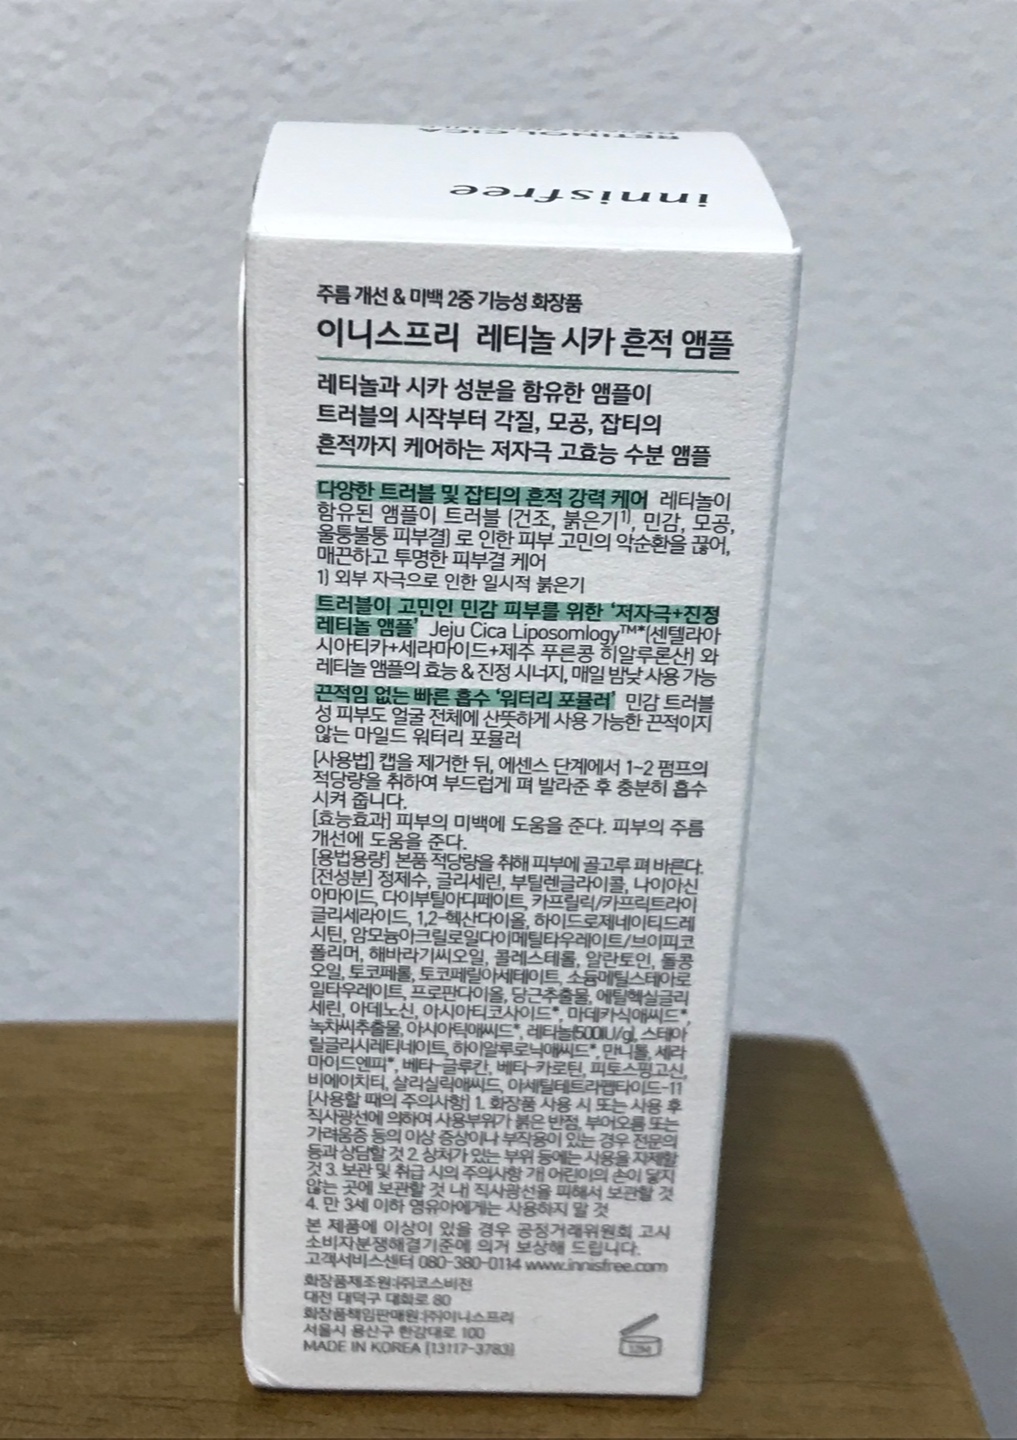 RETINOL CICA
innisfree
주름 개선 & 미백 2중 기능성 화장품
이니스프리 레티놀 시카 흔적 앰플
레티놀과 시카 성분을 함유한 앰플이
트러블의 시작부터 각질, 모공, 잡티의
흔적까지 케어하는 저자극 고효능 수분 앰플
다양한 트러블 및 잡티의 흔적 강력 케어 레티놀이
함유된 앰플이 트러블 (건조, 붉은기1), 민감, 모공,
울퉁불퉁 피부결) 로 인한 피부 고민의 악순환을 끊어,
매끈하고 투명한 피부결 케어
1) 외부 자극으로 인한 일시적 붉은기
트러블이 고민인 민감 피부를 위한 '저자극+진정
레티놀 앰플' Jeju Cica Liposomlogy™*(센텔라아
시아티카+세라마이드+제주 푸른콩 히알루론산) 와
레티놀 앰플의 효능 & 진정 시너지, 매일 밤낮 사용 가능
끈적임 없는 빠른 흡수 '워터리 포뮬러' 민감 트러블
성 피부도 얼굴 전체에 산뜻하게 사용 가능한 끈적이지
않는 마일드 워터리 포뮬러
[사용법] 캡을 제거한 뒤, 에센스 단계에서 1~2 펌프의
적당량을 취하여 부드럽게 펴 발라준 후 충분히 흡수
시켜 줍니다.
[효능효과] 피부의 미백에 도움을 준다. 피부의 주름
개선에 도움을 준다.
[용법용량] 본품 적당량을 취해 피부에 골고루 펴 바른다.
[전성분] 정제수, 글리세린, 부틸렌글라이콜, 나이아신
아마이드, 다이부틸아디페이트, 카프릴릭/카프릭트라이
글리세라이드, 1,2-헥산다이올, 하이드로제네이티드레
시틴, 암모늄아크릴로일다이메틸타우레이트/브이피코
폴리머, 해바라기씨오일, 콜레스테롤, 알란토인, 돌콩
오일, 토코페롤, 토코페릴아세테이트, 소듐메틸스테아로
일타우레이트, 프로판다이올, 당근추출물, 에틸헥실글리
세린, 아데노신, 아시아티코사이드*, 마데카식애씨드*,
녹차씨추출물, 아시아틱애씨드*, 레티놀(500IU/g), 스테아
릴글리시레티네이트, 하이알루로닉애씨드*, 만니톨, 세라
마이드엔피*, 베타-글루칸, 베타-카로틴, 피토스핑고신,
비에이치티, 살리실릭애씨드, 아세틸테트라펩타이드-11
[사용할 때의 주의사항] 1. 화장품 사용 시 또는 사용 후
직사광선에 의하여 사용부위가 붉은 반점, 부어오름 또는
가려움증 등의 이상 증상이나 부작용이 있는 경우 전문의
등과 상담할 것 2. 상처가 있는 부위 등에는 사용을 자제할
것 3. 보관 및 취급 시의 주의사항 가) 어린이의 손이 닿지
않는 곳에 보관할 것 나) 직사광선을 피해서 보관할 것
4. 만 3세 이하 영유아에게는 사용하지 말 것
본 제품에 이상이 있을 경우 공정거래위원회 고시
소비자분쟁해결기준에 의거 보상해 드립니다.
고객서비스센터 080-380-0114 www.innisfree.com
화장품제조원:(주)코스비전
대전 대덕구 대화로 80
화장품책임판매원:(주)이니스프리
서울시 용산구 한강대로 100
MADE IN KOREA (13117-3783)
12M